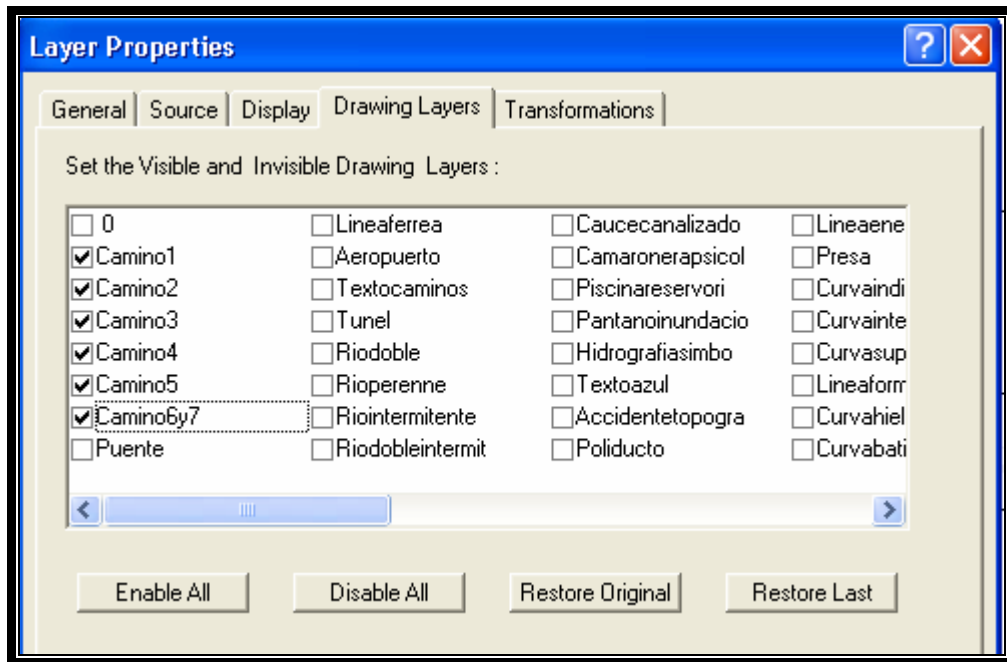 Layer Properties
General Source Display Drawing Layers Transformations
Set the Visible and Invisible Drawing Layers :
0 Lineaferrea Caucecanalizado Lineaene
Camino1 Aeropuerto Camaronerapsicol Presa
Camino2 Textocaminos Piscinareservori Curvaindi
Camino3 Tunel Pantanoinundacio Curvainte
Camino4 Riodoble Hidrografiasimbo Curvasup
Camino5 Rioperenne Textoazul Lineaform
Camino6y7 Riointermitente Accidentetopogra Curvahiel
Puente Riodobleintermit Poliducto Curvabati
Enable All Disable All Restore Original Restore Last